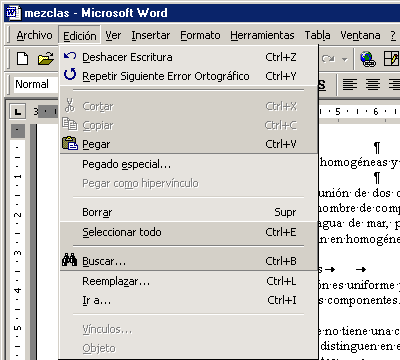 mezclas - Microsoft Word
Archivo Edición Ver Insertar Formato Herramientas Tabla Ventana ?
Deshacer Escritura Ctrl+Z
Repetir Siguiente Error Ortográfico Ctrl+Y
Normal S
Cortar Ctrl+X
3 5 6
Copiar Ctrl+C
Pegar Ctrl+V ¶
Pegado especial... homogéneas y
Pegar como hipervínculo ¶
unión de dos
Borrar Supr nombre de comp
Seleccionar todo Ctrl+E agua de mar, p
n en homogéne
Buscar... Ctrl+B s → →
Reemplazar... Ctrl+L ón es uniforme
Ir a... Ctrl+I s componentes.
Vínculos... no tiene una c
Objeto distinguen en